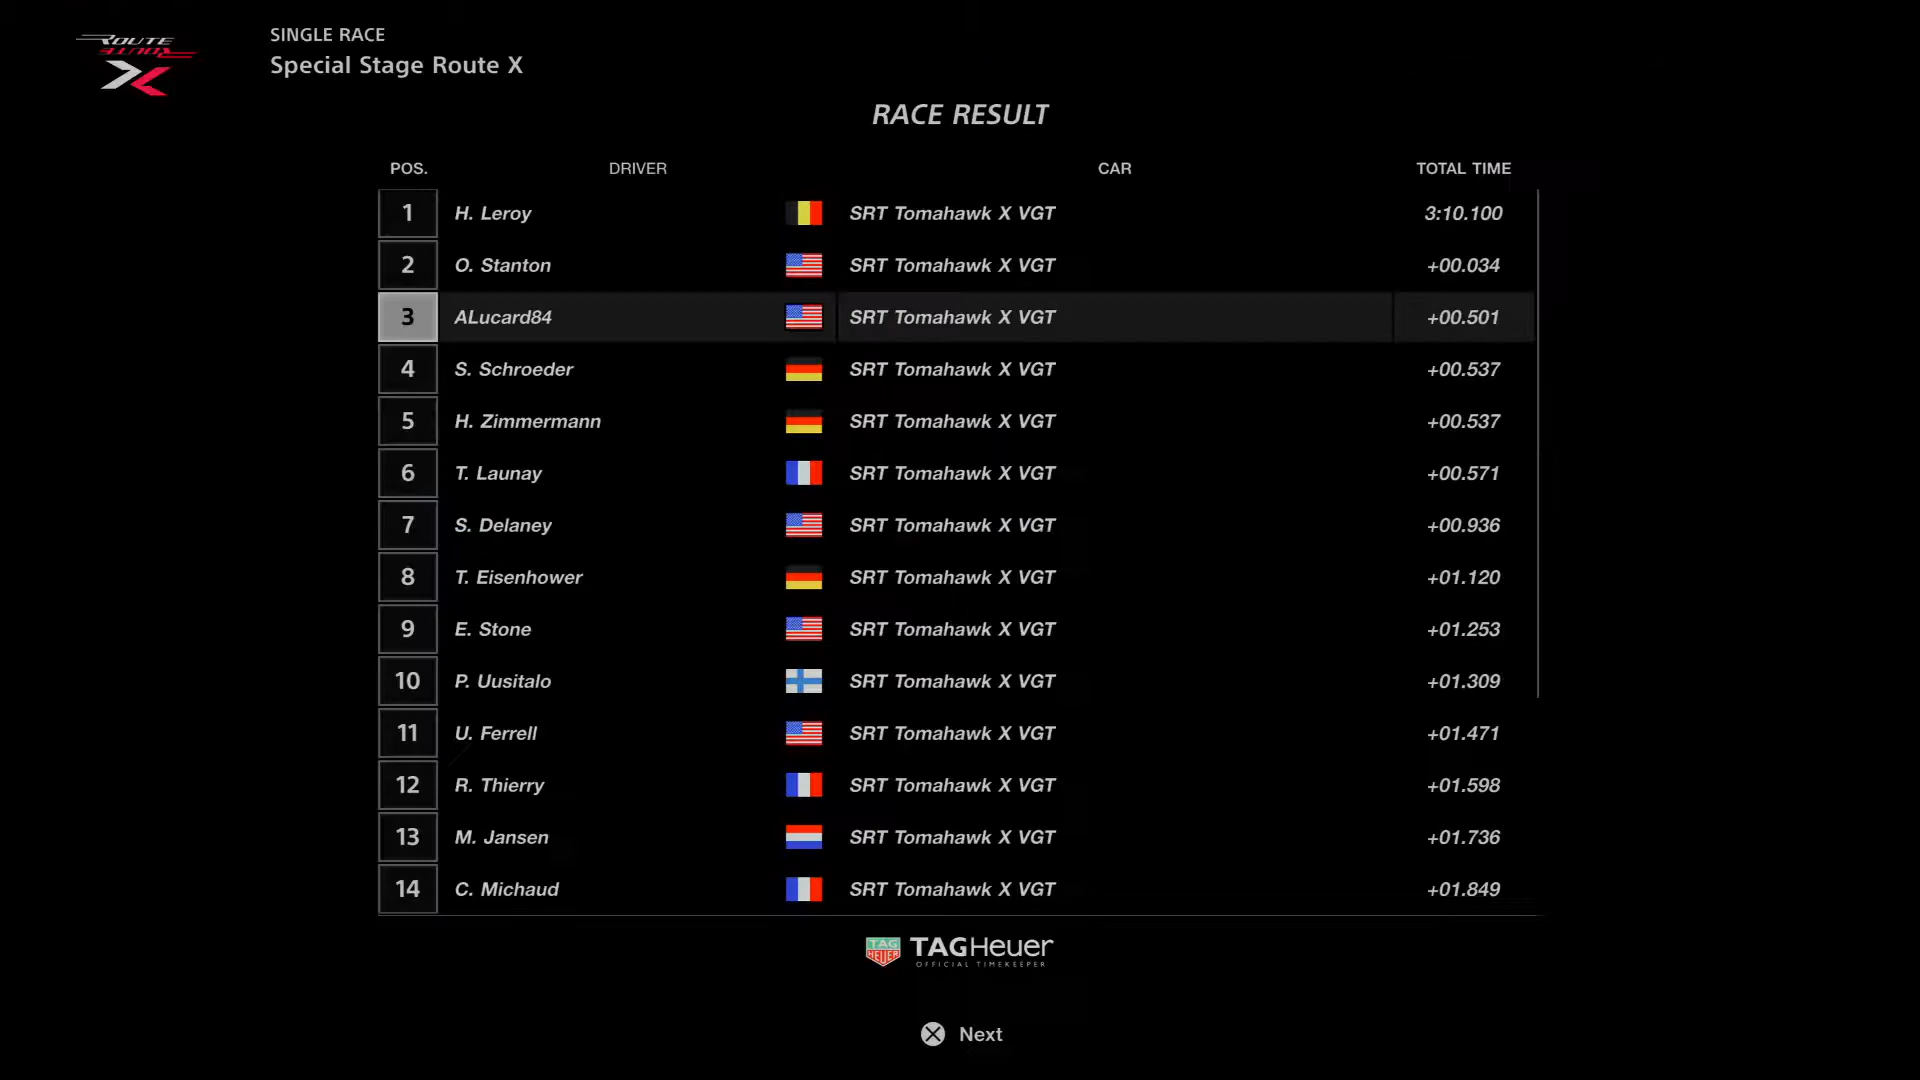 ROUTE
SINGLE RACE
Special Stage Route X
RACE RESULT
POS. DRIVER CAR TOTAL TIME
1 H. Leroy SRT Tomahawk X VGT 3:10.100
2 O. Stanton SRT Tomahawk X VGT +00.034
3 ALucard84 SRT Tomahawk X VGT +00.501
4 S. Schroeder SRT Tomahawk X VGT +00.537
5 H. Zimmermann SRT Tomahawk X VGT +00.537
6 T. Launay SRT Tomahawk X VGT +00.571
7 S. Delaney SRT Tomahawk X VGT +00.936
8 T. Eisenhower SRT Tomahawk X VGT +01.120
9 E. Stone SRT Tomahawk X VGT +01.253
10 P. Uusitalo SRT Tomahawk X VGT +01.309
11 U. Ferrell SRT Tomahawk X VGT +01.471
12 R. Thierry SRT Tomahawk X VGT +01.598
13 M. Jansen SRT Tomahawk X VGT +01.736
14 C. Michaud SRT Tomahawk X VGT +01.849
TAG HEUER TAGHeuer
OFFICIAL TIMEKEEPER
Next